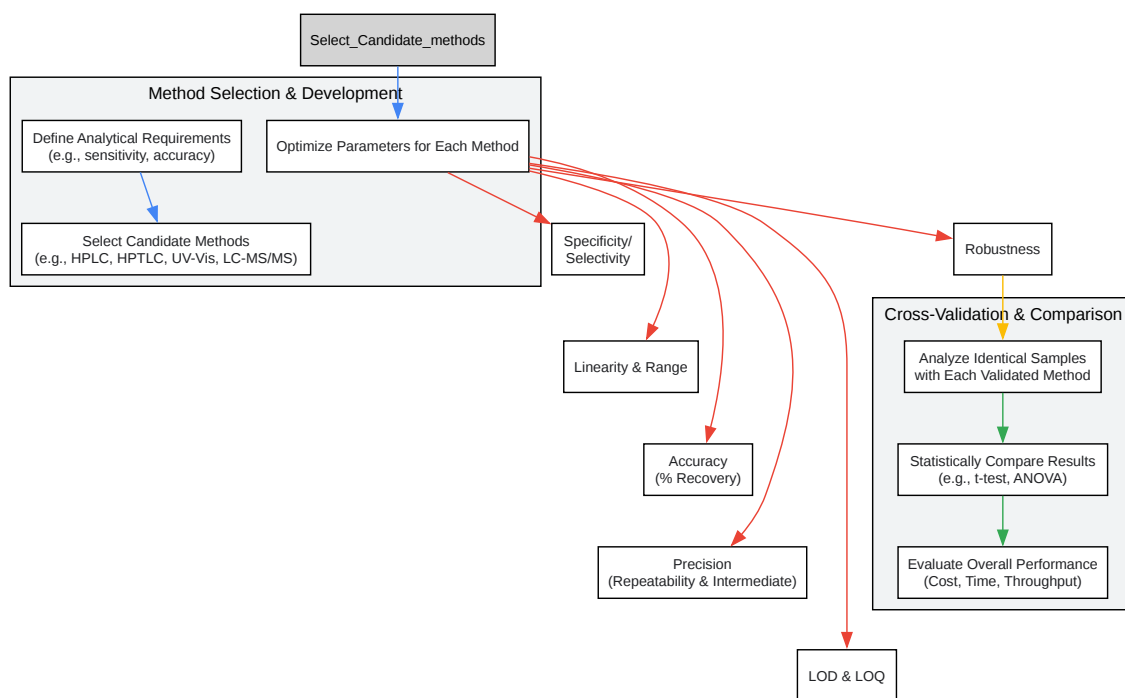 Select_Candidate_methods
Method Selection & Development
Define Analytical Requirements
(e.g., sensitivity, accuracy)
Optimize Parameters for Each Method
Select Candidate Methods
(e.g., HPLC, HPTLC, UV-Vis, LC-MS/MS)
Specificity/
Selectivity
Robustness
Cross-Validation & Comparison
Linearity & Range
Analyze Identical Samples
with Each Validated Method
Accuracy
(% Recovery)
Statistically Compare Results
(e.g., t-test, ANOVA)
Precision
(Repeatability & Intermediate)
Evaluate Overall Performance
(Cost, Time, Throughput)
LOD & LOQ